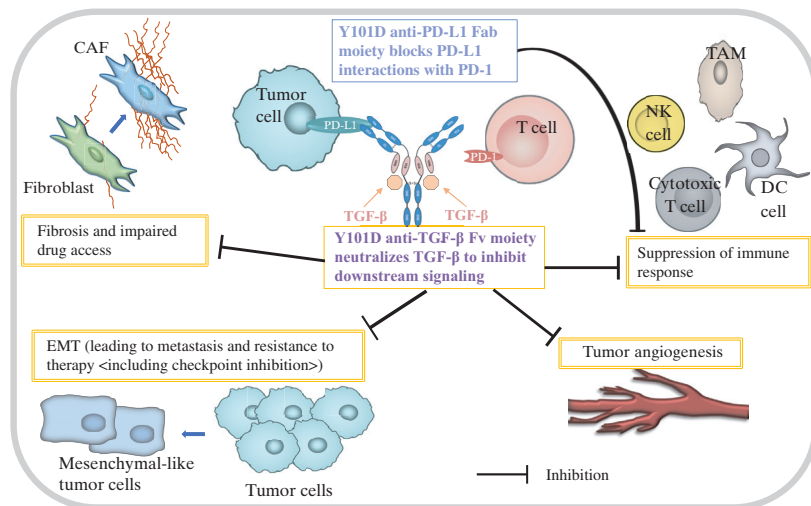 CAF
Fibroblast
Fibrosis and impaired
drug access
Y101D anti-PD-L1 Fab
moiety blocks PD-L1
interactions with PD-1
Tumor
cell
PD-L1
T cell
PD-1
TGF-β
TGF-β
Y101D anti-TGF-β Fv moiety
neutralizes TGF-β to inhibit
downstream signaling
TAM
NK
cell
Cytotoxic
T cell
DC
cell
Suppression of immune
response
EMT (leading to metastasis and resistance to
therapy <including checkpoint inhibition>)
Mesenchymal-like
tumor cells
Tumor cells
Tumor angiogenesis
Inhibition